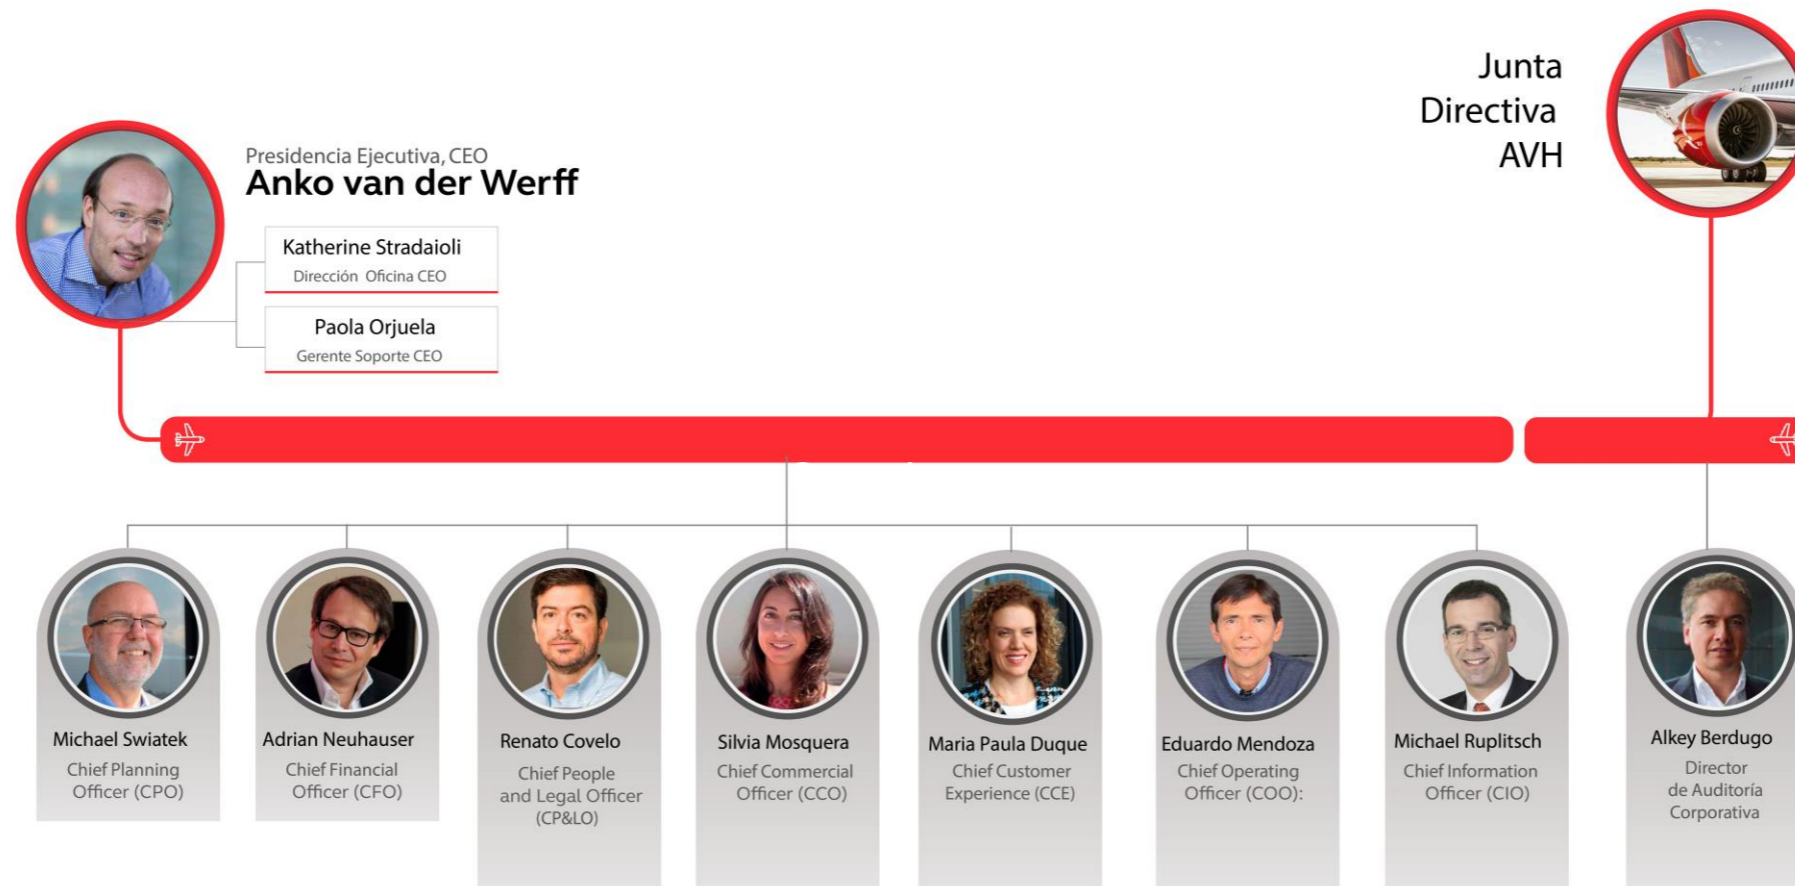 Junta
Directiva
AVH
Presidencia Ejecutiva, CEO
Anko van der Werff
Katherine Stradaioli
Dirección Oficina CEO
Paola Orjuela
Gerente Soporte CEO
Michael Swiatek
Chief Planning
Officer (CPO)
Adrian Neuhauser
Chief Financial
Officer (CFO)
Renato Covelo
Chief People
and Legal Officer
(CP&LO)
Silvia Mosquera
Chief Commercial
Officer (CCO)
Maria Paula Duque
Chief Customer
Experience (CCE)
Eduardo Mendoza
Chief Operating
Officer (COO):
Michael Ruplitsch
Chief Information
Officer (CIO)
Alkey Berdugo
Director
de Auditoría
Corporativa